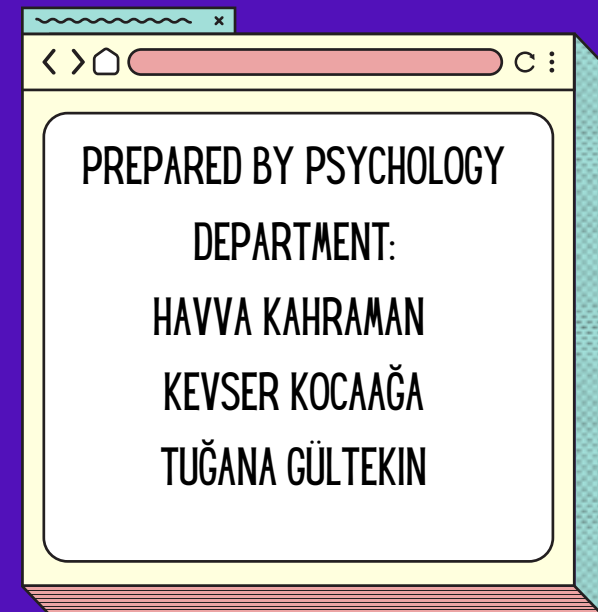 PREPARED BY PSYCHOLOGY
DEPARTMENT:
HAVVA KAHRAMAN
KEVSER KOCAAĞA
TUĞANA GÜLTEKIN